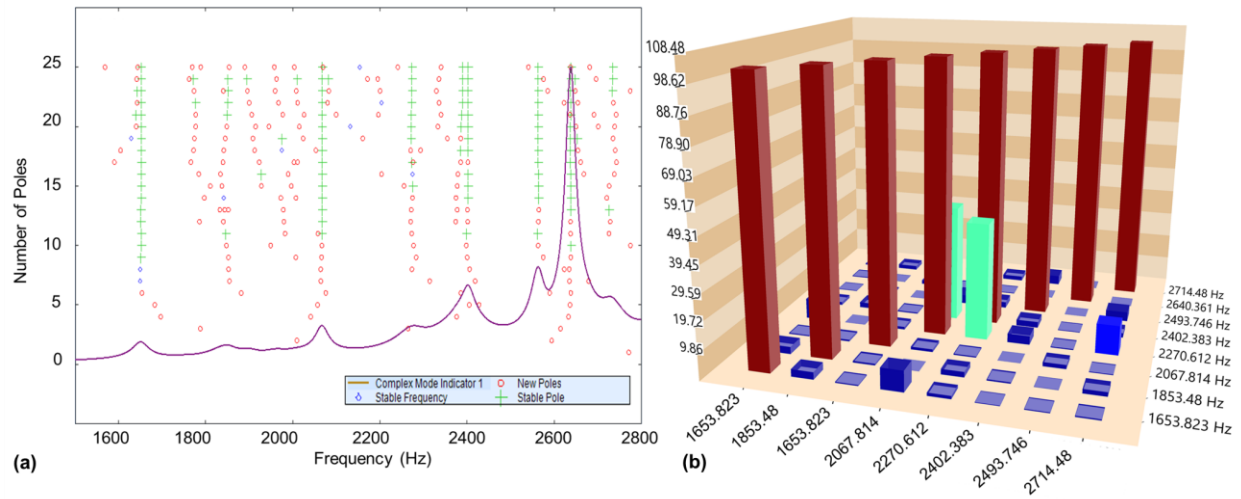 25
20
15
10
5
0
Number of Poles
Complex Mode Indicator 1
New Poles
Stable Frequency
Stable Pole
1600
1800
2000
2200
2400
2600
2800
Frequency (Hz)
(a)
108.48
98.62
88.76
78.90
69.03
59.17
49.31
39.45
29.59
19.72
9.86
2714.48 Hz
2640.361 Hz
2493.746 Hz
2402.383 Hz
2270.612 Hz
2067.814 Hz
1853.48 Hz
1653.823 Hz
1653.823
1853.48
1653.823
2067.814
2270.612
2402.383
2493.746
2714.48
(b)